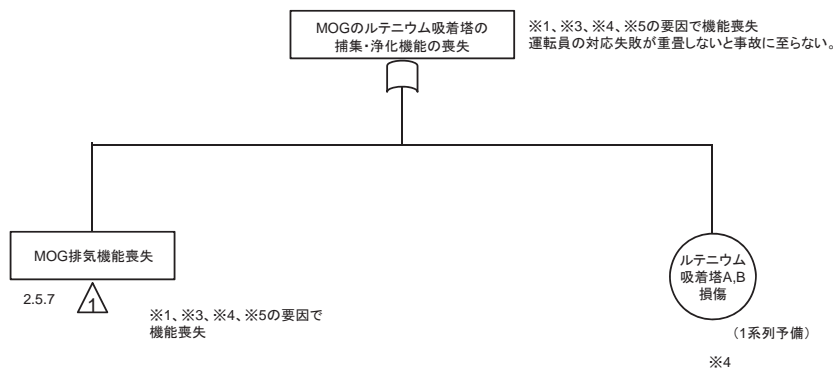 MOGのルテニウム吸着塔の
捕集・浄化機能の喪失
※1、※3、※4、※5の要因で機能喪失
運転員の対応失敗が重畳しないと事故に至らない。
MOG排気機能喪失
2.5.7
1
※1、※3、※4、※5の要因で
機能喪失
ルテニウム
吸着塔A,B
損傷
(1系列予備)
※4